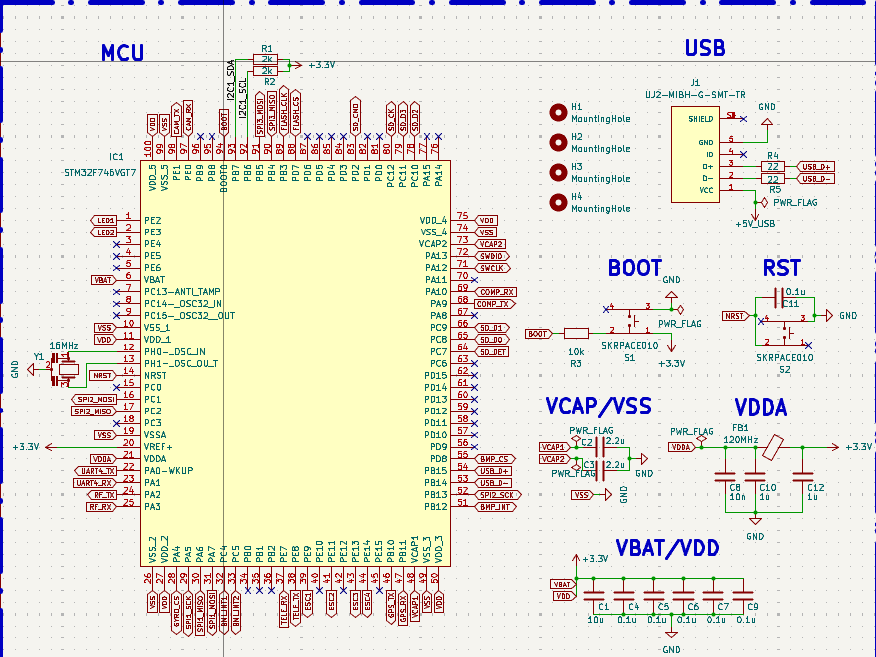 MCU
USB
R1
2k
+3.3V
2k
R2
I2C1_SDA
I2C1_SCL
VDD
VSS
CAN_TX
CAN_RX
BOOT
SPI3_MOSI
SPI3_MISO
FLASH_CLK
FLASH_CS
SD_CMD
SD_CK
SD_D3
SD_D2
100
99
98
97
96
95
94
93
92
91
90
89
88
87
86
85
84
83
82
81
80
79
78
77
76
IC1
STM32F746VGT7
VDD_5
VSS_5
PE1
PE0
PB9
PB8
BOOT0
PB7
PB6
PB5
PB4
PB3
PD7
PD6
PD5
PD4
PD3
PD2
PD1
PD0
PC12
PC11
PC10
PA15
PA14
LED1 1 PE2
LED2 2 PE3
3 PE4
4 PE5
5 PE6
VBAT 6 VBAT
7 PC13-ANTI_TAMP
8 PC14-_OSC32_IN
9 PC15-_OSC32_OUT
VSS 10 VSS_1
VDD 11 VDD_1
12 PH0-_OSC_IN
13 PH1-_OSC_OU_T
NRST 14 NRST
15 PC0
SPI2_MOSI 16 PC1
SPI2_MISO 17 PC2
18 PC3
VSS 19 VSSA
+3.3V 20 VREF+
VDDA 21 VDDA
UART4_TX 22 PA0-WKUP
UART4_RX 23 PA1
RF_TX 24 PA2
RF_RX 25 PA3
16MHz
Y1
GND
VDD_4 75 VDD
VSS_4 74 VSS
VCAP2 73 VCAP2
PA13 72 SWDIO
PA12 71 SWCLK
PA11 70
PA10 69 COMP_RX
PA9 68 COMP_TX
PA8 67
PC9 66 SD_D1
PC8 65 SD_D0
PC7 64 SD_DET
PC6 63
PD15 62
PD14 61
PD13 60
PD12 59
PD11 58
PD10 57
PD9 56
PD8 55 BMP_CS
PB15 54 USB_D+
PB14 53 USB_D-
PB13 52 SPI2_SCK
PB12 51 BMP_INT
VSS_2
VDD_2
PA4
PA5
PA6
PA7
PC4
PC5
PB0
PB1
PB2
PE7
PE8
PE9
PE10
PE11
PE12
PE13
PE14
PE15
PB10
PB11
VCAP1
VSS_3
VDD_3
26
27
28
29
30
31
32
33
34
35
36
37
38
39
40
41
42
43
44
45
46
47
48
49
50
VSS
VDD
GYRO_CS
SPI1_SCK
SPI1_MISO
SPI1_MOSI
BNI_INT1
BNI_INT2
TELE_RX
TELE_TX
ESC1
ESC2
ESC3
ESC4
GPS_TX
GPS_RX
VCAP1
VSS
VDD
H1
MountingHole
H2
MountingHole
H3
MountingHole
H4
MountingHole
J1
UJ2-MIBH-G-SMT-TR
SHIELD
GND 5
ID 4
D+ 3
D- 2
VCC 1
GND
R4
22 USB_D+
22 USB_D-
R5
PWR_FLAG
+5V_USB
BOOT
GND
4 3
PWR_FLAG
BOOT
2 1
10k
R3
SKRPACE010
S1
+3.3V
RST
0.1u
C11
NRST
GND
4 3
2 1
SKRPACE010
S2
VCAP/VSS
PWR_FLAG
VCAP1
C2 2.2u
VCAP2
C3 2.2u
PWR_FLAG
GND
VSS
GND
VDDA
PWR_FLAG
FB1
120MHz
VDDA
+3.3V
C8
10n
C10
1u
C12
1u
GND
VBAT/VDD
+3.3V
VBAT
VDD
C1
C4
C5
C6
C7
C9
10u
0.1u
0.1u
0.1u
0.1u
0.1u
GND